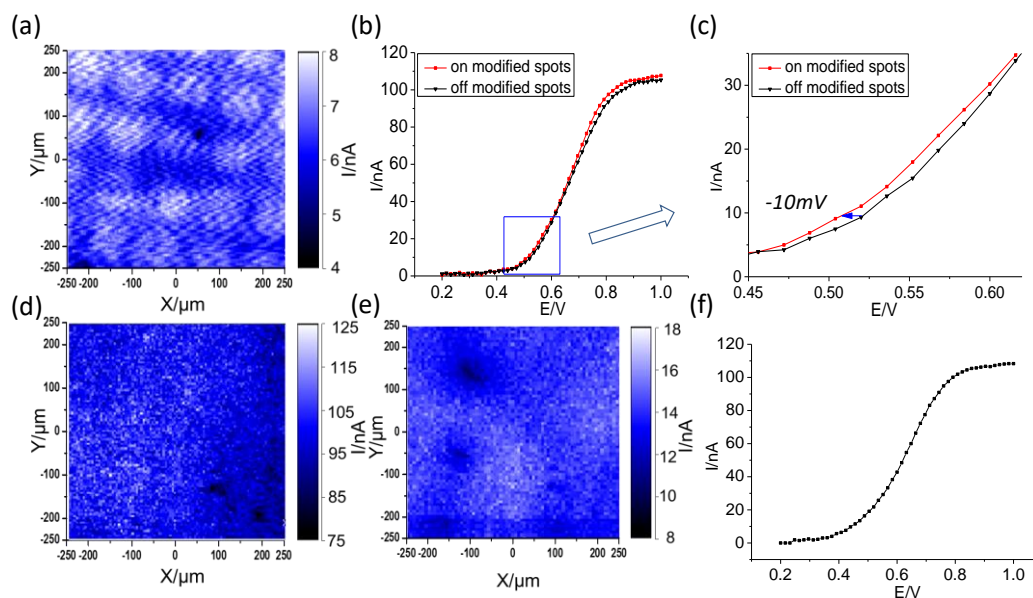 (a)
250
200
100
0
-100
-200
-250
-250 -200 -100 0 100 200 250
Y/μm
X/μm
8
7
6
5
4
I/nA
(b)
120
100
80
60
40
20
0
0.2 0.4 0.6 0.8 1.0
I/nA
E/V
on modified spots
off modified spots
(c)
30
20
10
0
0.45 0.50 0.55 0.60
I/nA
E/V
on modified spots
off modified spots
-10mV
(d)
250
200
100
0
-100
-200
-250
-250 -200 -100 0 100 200 250
Y/μm
X/μm
125
115
105
95
85
75
I/nA
(e)
250
200
100
0
-100
-200
-250
-250 -200 -100 0 100 200 250
Y/μm
X/μm
18
16
14
12
10
8
I/nA
(f)
120
100
80
60
40
20
0
0.2 0.4 0.6 0.8 1.0
I/nA
E/V